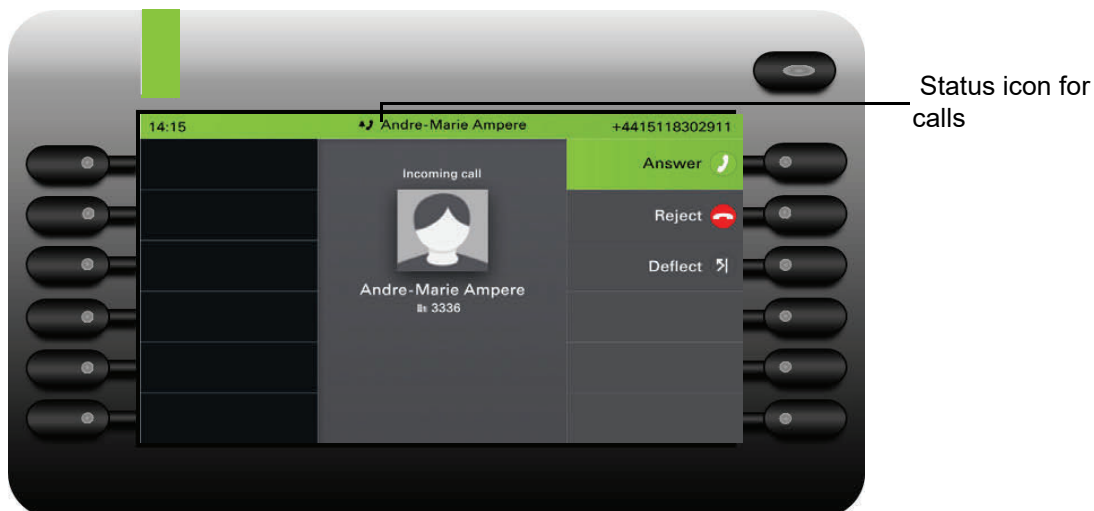 Status icon for
calls
14:15 Andre-Marie Ampere +4415118302911
Incoming call
Answer
Reject
Deflect
Andre-Marie Ampere
3336